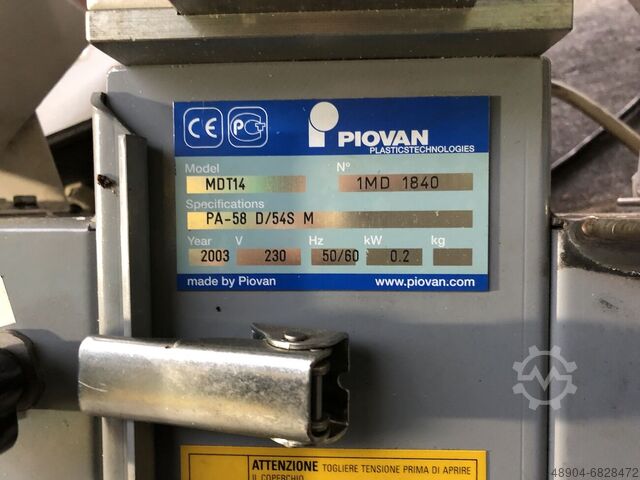 CE PG PIOVAN
PLASTICSTECHNOLOGIES
Model N°
MDT14 1MD 1840
Specifications
PA-58 D/54S M
Year V Hz kW kg
2003 230 50/60 0.2
made by Piovan www.piovan.com
ATTENZIONE TOGLIERE TENSIONE PRIMA DI APRIRE
IL COPERCHIO
48904-6828472